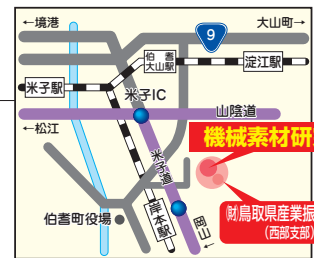 ←境港
大山町→
9
伯耆
大山駅
淀江駅
米子駅
米子IC
山陰道
←松江
機械素材研
米子道
(財)鳥取県産業振
(西部支部)
伯耆町役場
岸本駅
岡山
↓